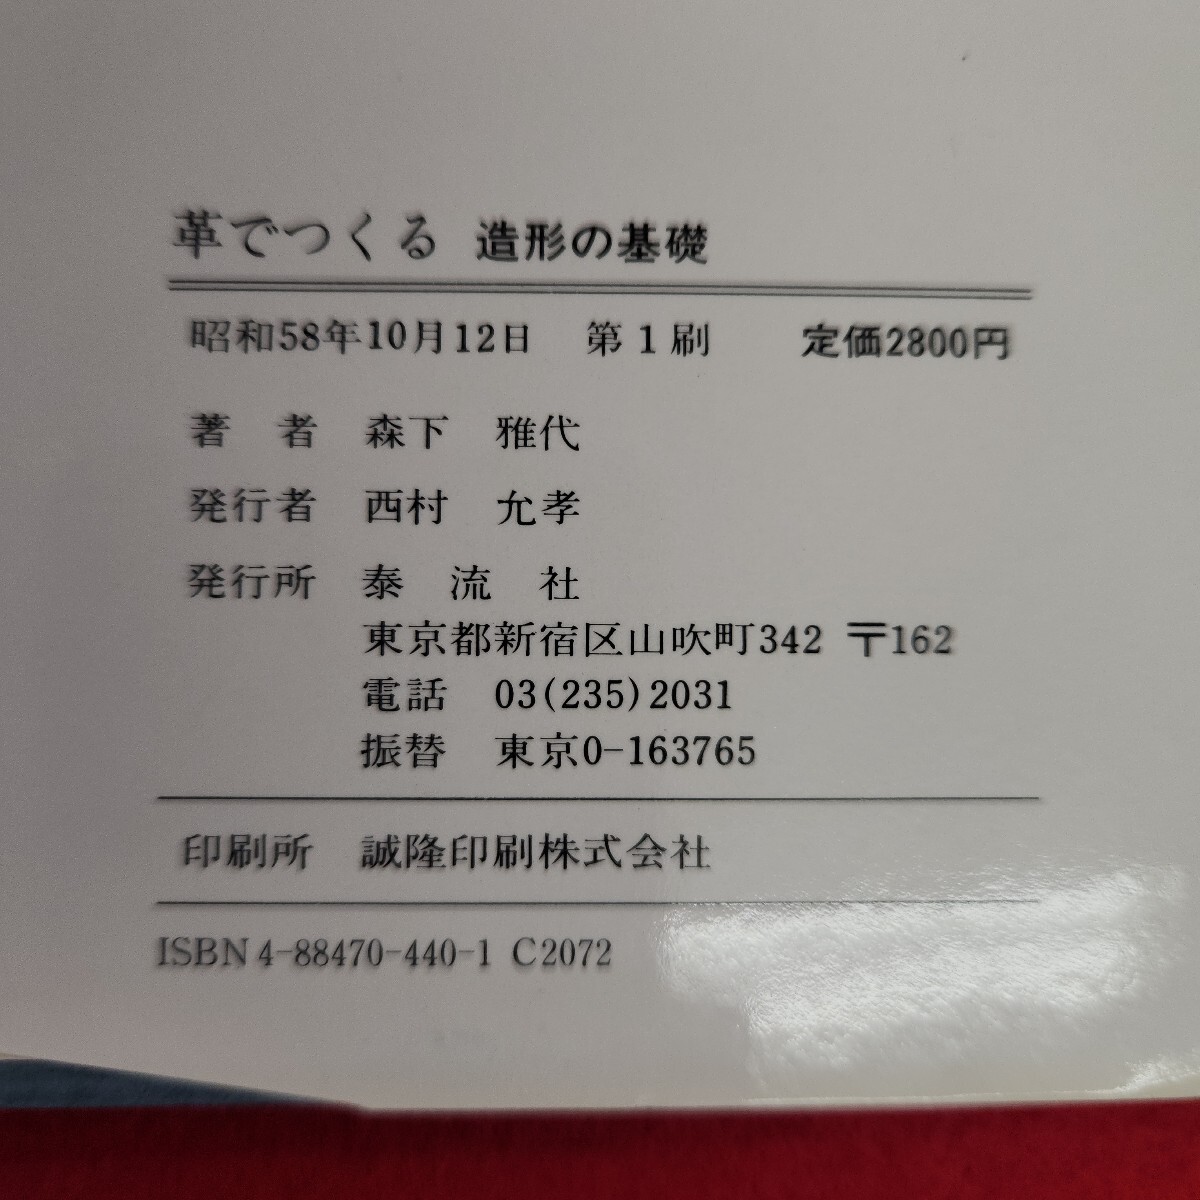 革でつくる 造形の基礎
昭和58年10月12日 第1刷 定価2800円
著者 森下 雅代
発行者 西村 允孝
発行所 泰流社
東京都新宿区山吹町342 〒162
電話 03(235)2031
振替 東京0-163765
印刷所 誠隆印刷株式会社
ISBN4-88470-440-1 C2072